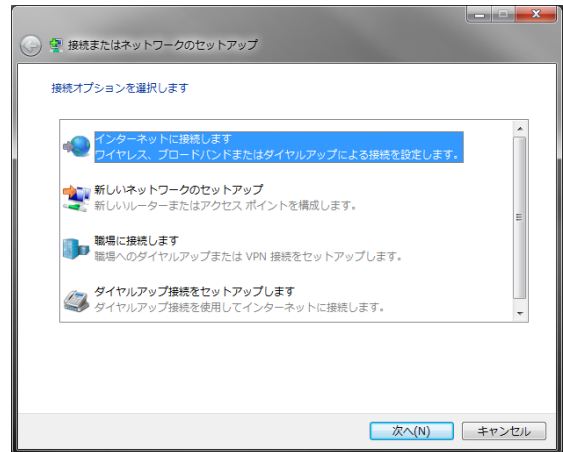 接続またはネットワークのセットアップ
接続オプションを選択します
インターネットに接続します
ワイヤレス、ブロードバンドまたはダイヤルアップによる接続を設定します。
新しいネットワークのセットアップ
新しいルーターまたはアクセス ポイントを構成します。
職場に接続します
職場へのダイヤルアップまたは VPN 接続をセットアップします。
ダイヤルアップ接続をセットアップします
ダイヤルアップ接続を使用してインターネットに接続します。
次へ(N)
キャンセル